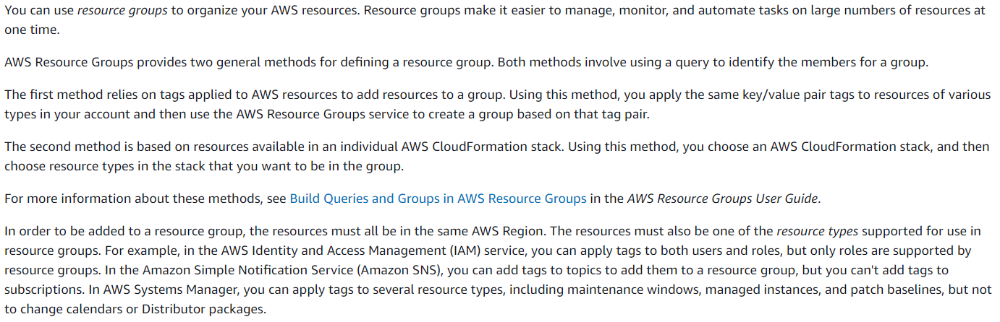 You can use resource groups to organize your AWS resources. Resource groups make it easier to manage, monitor, and automate tasks on large numbers of resources at
one time.
AWS Resource Groups provides two general methods for defining a resource group. Both methods involve using a query to identify the members for a group.
The first method relies on tags applied to AWS resources to add resources to a group. Using this method, you apply the same key/value pair tags to resources of various
types in your account and then use the AWS Resource Groups service to create a group based on that tag pair.
The second method is based on resources available in an individual AWS CloudFormation stack. Using this method, you choose an AWS CloudFormation stack, and then
choose resource types in the stack that you want to be in the group.
For more information about these methods, see Build Queries and Groups in AWS Resource Groups in the AWS Resource Groups User Guide.
In order to be added to a resource group, the resources must all be in the same AWS Region. The resources must also be one of the resource types supported for use in
resource groups. For example, in the AWS Identity and Access Management (IAM) service, you can apply tags to both users and roles, but only roles are supported by
resource groups. In the Amazon Simple Notification Service (Amazon SNS), you can add tags to topics to add them to a resource group, but you can't add tags to
subscriptions. In AWS Systems Manager, you can apply tags to several resource types, including maintenance windows, managed instances, and patch baselines, but not
to change calendars or Distributor packages.